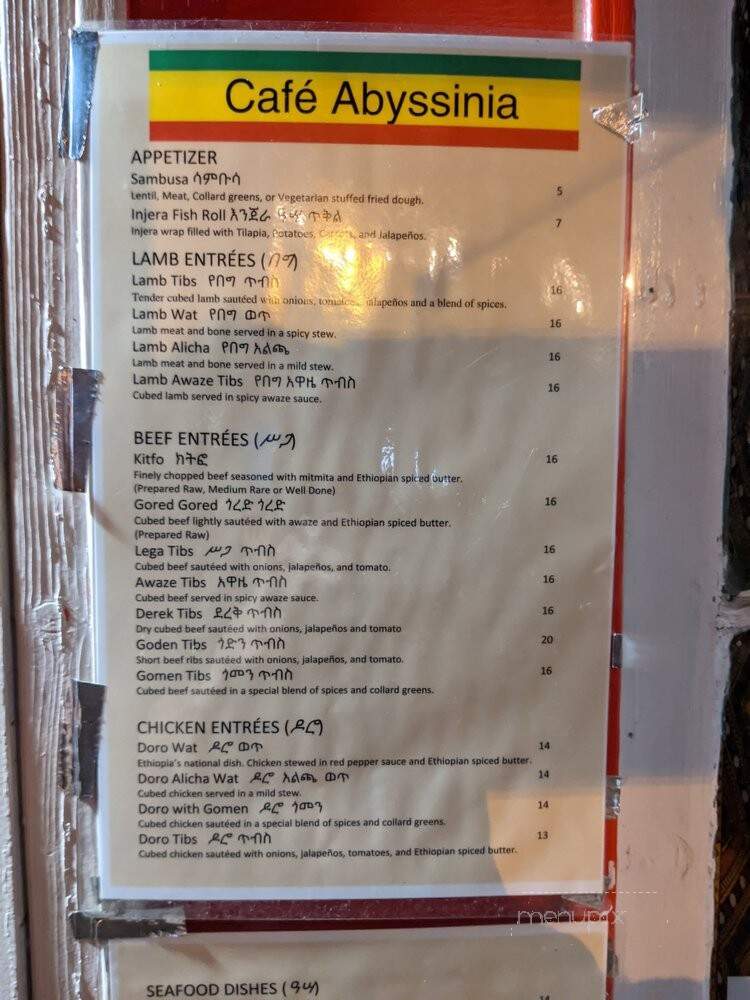 Café Abyssinia
APPETIZER
Sambusa ሳምቡሳ 5
Lentil, Meat, Collard greens, or Vegetarian stuffed fried dough.
Injera Fish Roll እንጀራ ዓሣ ጥቅል 7
Injera wrap filled with Tilapia, Potatoes, Carrots, and Jalapeños.
LAMB ENTRÉES (በግ)
Lamb Tibs የበግ ጥብስ 16
Tender cubed lamb sautéed with onions, tomatoes, jalapeños and a blend of spices.
Lamb Wat የበግ ወጥ 16
Lamb meat and bone served in a spicy stew.
Lamb Alicha የበግ አልጫ 16
Lamb meat and bone served in a mild stew.
Lamb Awaze Tibs የበግ አዋዜ ጥብስ 16
Cubed lamb served in spicy awaze sauce.
BEEF ENTRÉES (ሥጋ)
Kitfo ክትፎ 16
Finely chopped beef seasoned with mitmita and Ethiopian spiced butter.
(Prepared Raw, Medium Rare or Well Done)
Gored Gored ጎረድ ጎረድ 16
Cubed beef lightly sautéed with awaze and Ethiopian spiced butter.
(Prepared Raw)
Lega Tibs ሥጋ ጥብስ 16
Cubed beef sautéed with onions, jalapeños, and tomato.
Awaze Tibs አዋዜ ጥብስ 16
Cubed beef served in spicy awaze sauce.
Derek Tibs ደረቅ ጥብስ 16
Dry cubed beef sautéed with onions, jalapeños and tomato
Goden Tibs ጎድን ጥብስ 20
Short beef ribs sautéed with onions, jalapeños, and tomato.
Gomen Tibs ጎመን ጥብስ 16
Cubed beef sautéed in a special blend of spices and collard greens.
CHICKEN ENTRÉES (ዶሮ)
Doro Wat ዶሮ ወጥ 14
Ethiopia's national dish. Chicken stewed in red pepper sauce and Ethiopian spiced butter.
Doro Alicha Wat ዶሮ አልጫ ወጥ 14
Cubed chicken served in a mild stew.
Doro with Gomen ዶሮ ጎመን 14
Cubed chicken sautéed in a special blend of spices and collard greens.
Doro Tibs ዶሮ ጥብስ 13
Cubed chicken sautéed with onions, jalapeños, tomatoes, and Ethiopian spiced butter.
menupix
SEAFOOD DISHES (ዓሣ)
14